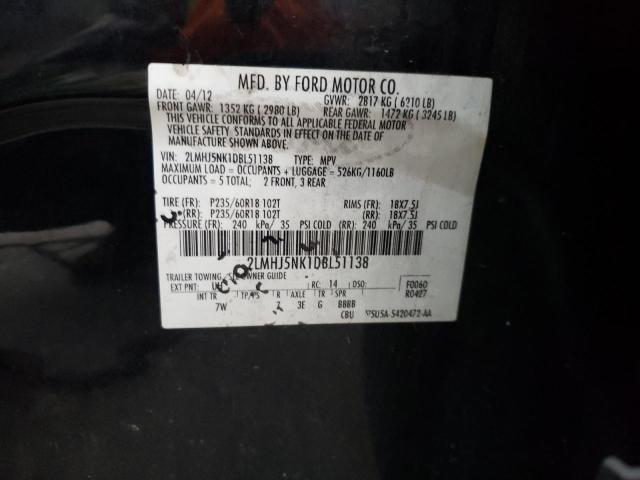 MFD. BY FORD MOTOR CO.
DATE: 04/12 GVWR: 2817 KG ( 6210 LB)
FRONT GAWR: 1352 KG ( 2980 LB) REAR GAWR: 1472 KG ( 3245 LB)
THIS VEHICLE CONFORMS TO ALL APPLICABLE FEDERAL MOTOR
VEHICLE SAFETY, STANDARDS IN EFFECT ON THE DATE OF
MANUFACTURE SHOWN ABOVE.
VIN: 2LMHJ5NK1DBL51138 TYPE: MPV
MAXIMUM LOAD = OCCUPANTS + LUGGAGE = 526KG/1160LB
OCCUPANTS = 5 TOTAL; 2 FRONT, 3 REAR
TIRE (FR): P235/60R18 102T RIMS (FR): 18X7.5J
(RR): P235/60R18 102T (RR): 18X7.5J
PRESSURE (FR): 240 kPa/ 35 PSI COLD (RR): 240 kPa/ 35 PSI COLD
2LMHJ5NK1DBL51138
TRAILER TOWING OWNER GUIDE
EXT PNT: RC: 14 DSO: F0060
INT TR TP/PS R AXLE TR SPR R0427
7W 7 3E G BBBB
CBU 5U5A-5420472-AA